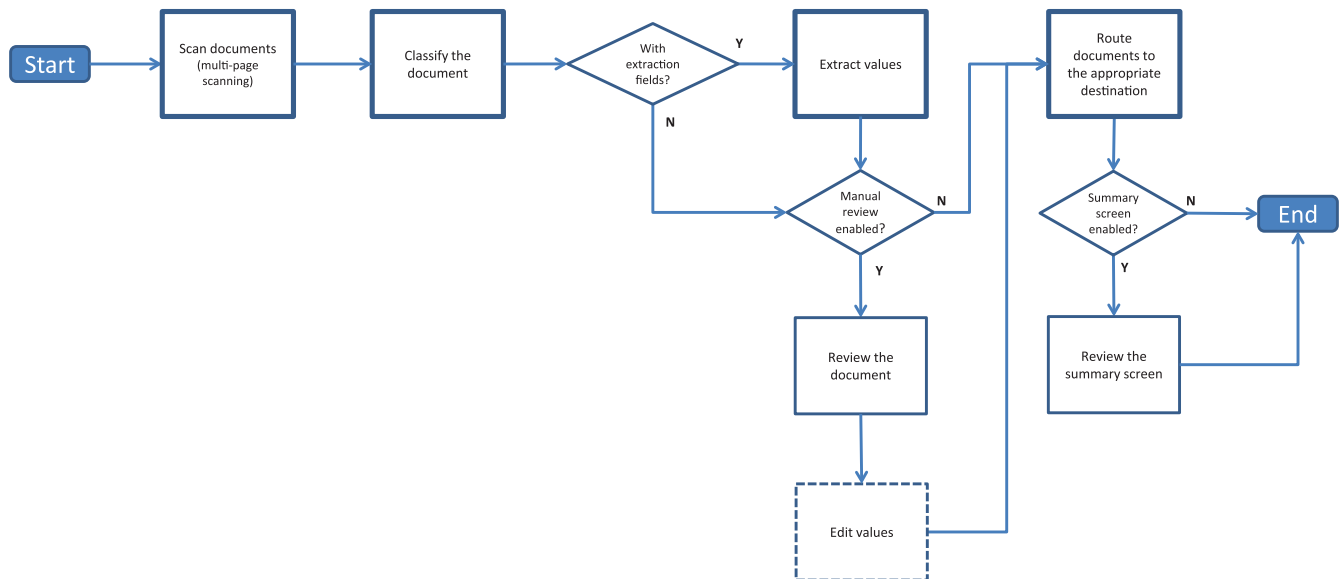 Start
Scan documents
(multi-page
scanning)
Classify the
document
With
extraction
fields?
Y
N
Extract values
Manual
review
enabled?
N
Y
Review the
document
Edit values
Route
documents to
the appropriate
destination
Summary
screen
enabled?
N
Y
Review the
summary screen
End